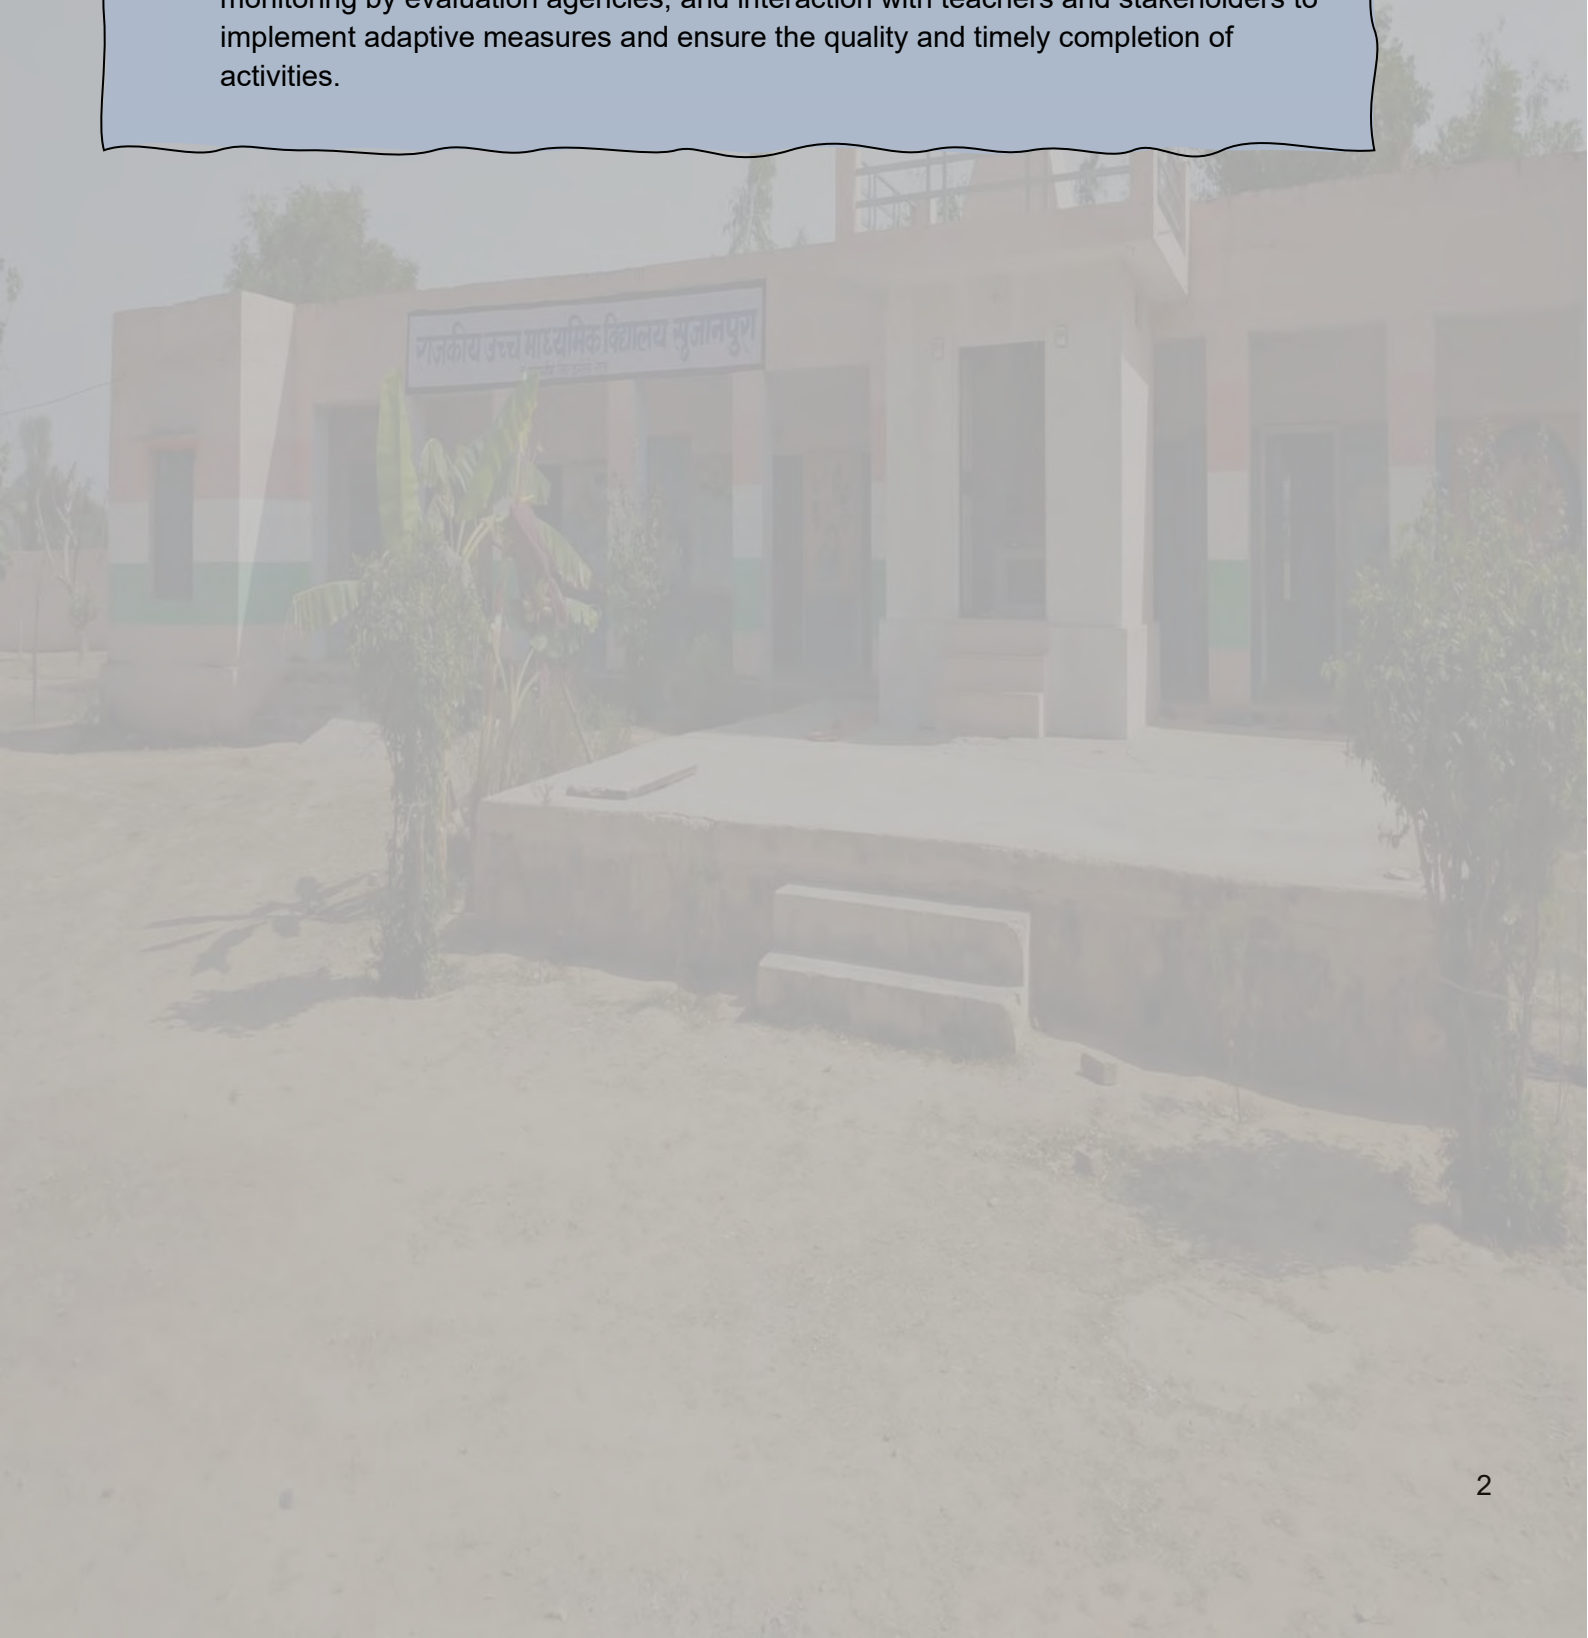 monitoring by evaluation agencies, and interaction with teachers and stakeholders to
implement adaptive measures and ensure the quality and timely completion of
activities.
राजकीय उच्च माध्यमिक विद्यालय सुजानपुरा
2